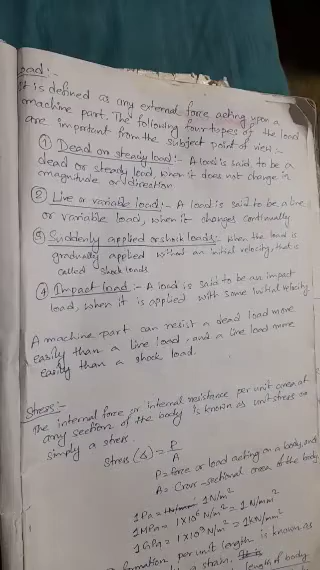 Load :-
It is defined as any external force acting upon a
machine part. The following four types of the load
are important from the subject point of view :-
① Dead or steady load :- A load is said to be a
dead or steady load, when it does not change in
magnitude or direction
② Live or variable load :- A load is said to be a live
or variable load, when it changes continually
③ Suddenly applied or shock loads :- When the load is
gradually applied without an initial velocity, that is
called shock loads
④ Impact load :- A load is said to be an impact
load, when it is applied with some initial velocity
A machine part can resist a dead load more
easily than a live load, and a live load more
easily than a shock load.
Stress :-
The internal force or internal resistance per unit area at
any section of the body is known as unit stress or
simply a stress.
Stress (σ) = P/A
P = force or load acting on a body, and
A = Cross-sectional area of the body
1 Pa = 1 N/m²
1 MPa = 1×10⁶ N/m² = 1 N/mm²
1 GPa = 1×10⁹ N/m² = 1 kN/mm²
formation per unit length is known as
a strain.
length of body